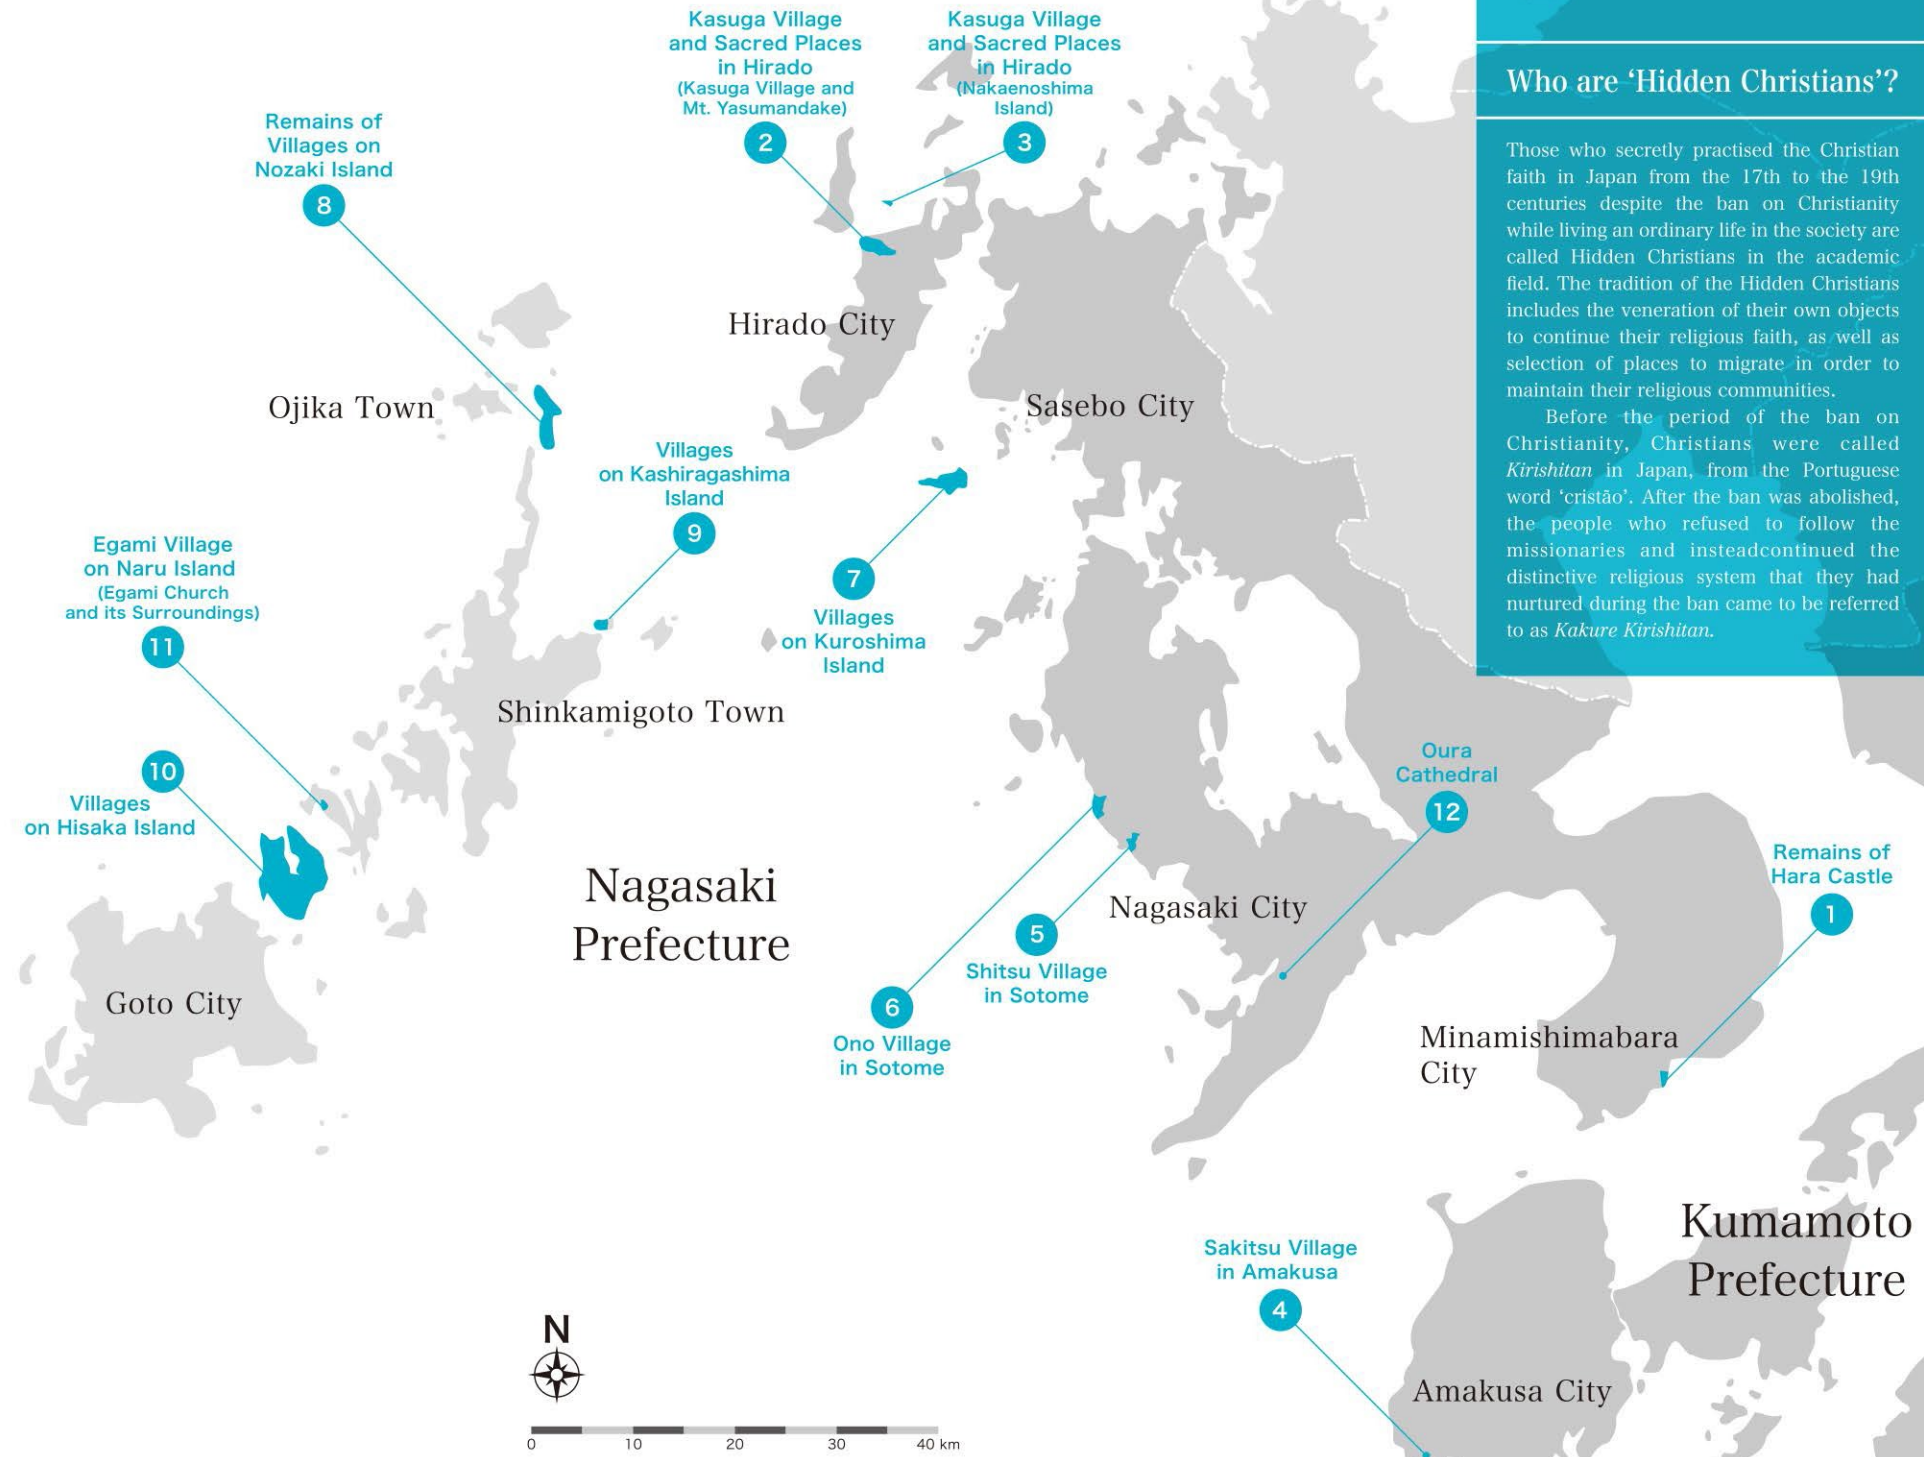 Kasuga Village
and Sacred Places
in Hirado
(Kasuga Village and
Mt. Yasumandake)
2
Kasuga Village
and Sacred Places
in Hirado
(Nakaenoshima
Island)
3
Remains of
Villages on
Nozaki Island
8
Hirado City
Ojika Town
Sasebo City
Villages
on Kashiragashima
Island
9
Egami Village
on Naru Island
(Egami Church
and its Surroundings)
11
7
Villages
on Kuroshima
Island
Shinkamigoto Town
10
Villages
on Hisaka Island
Oura
Cathedral
12
Remains of
Hara Castle
1
Nagasaki
Prefecture
Nagasaki City
5
Shitsu Village
in Sotome
6
Ono Village
in Sotome
Goto City
Minamishimabara
City
Kumamoto
Prefecture
Sakitsu Village
in Amakusa
4
Amakusa City
N
0 10 20 30 40 km
Who are ‘Hidden Christians’?
Those who secretly practised the Christian
faith in Japan from the 17th to the 19th
centuries despite the ban on Christianity
while living an ordinary life in the society are
called Hidden Christians in the academic
field. The tradition of the Hidden Christians
includes the veneration of their own objects
to continue their religious faith, as well as
selection of places to migrate in order to
maintain their religious communities.
Before the period of the ban on
Christianity, Christians were called
Kirishitan in Japan, from the Portuguese
word ‘cristão’. After the ban was abolished,
the people who refused to follow the
missionaries and insteadcontinued the
distinctive religious system that they had
nurtured during the ban came to be referred
to as Kakure Kirishitan.